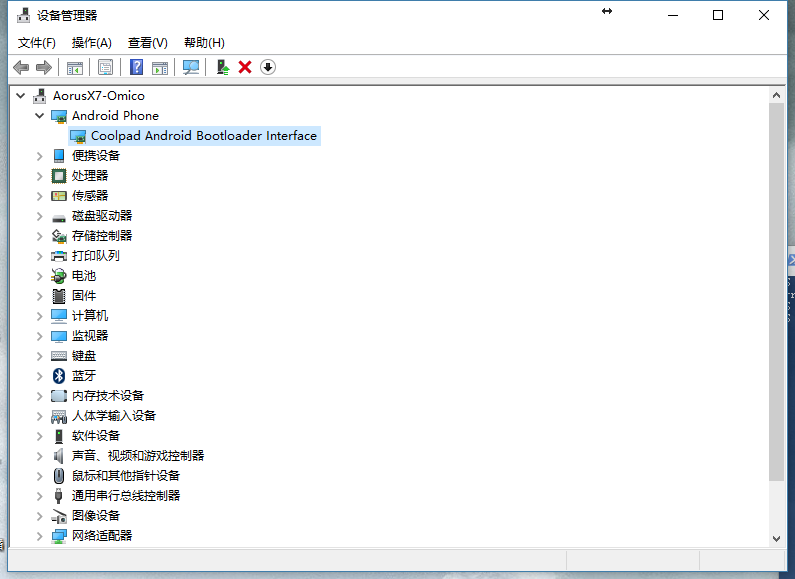 设备管理器
文件(F) 操作(A) 查看(V) 帮助(H)
AorusX7-Omico
Android Phone
Coolpad Android Bootloader Interface
便携设备
处理器
传感器
磁盘驱动器
存储控制器
打印队列
电池
固件
计算机
监视器
键盘
蓝牙
内存技术设备
人体学输入设备
软件设备
声音、视频和游戏控制器
鼠标和其他指针设备
通用串行总线控制器
图像设备
网络适配器